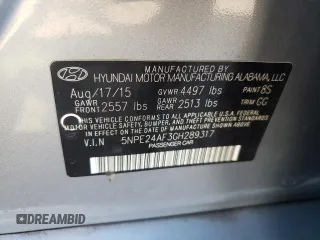 MANUFACTURED BY
HYUNDAI MOTOR MANUFACTURING ALABAMA, LLC
Aug/17/15 GVWR 4497 lbs PAINT 8S
GAWR FRONT 2557 lbs GAWR REAR 2513 lbs TRIM GG
THIS VEHICLE CONFORMS TO ALL APPLICABLE U.S.A. FEDERAL
MOTOR VEHICLE SAFETY, BUMPER, AND THEFT PREVENTION
STANDARDS IN EFFECT ON THE DATE OF MANUFACTURE SHOWN ABOVE.
V.I.N 5NPE24AF3GH289317
PASSENGER CAR
DREAMBID